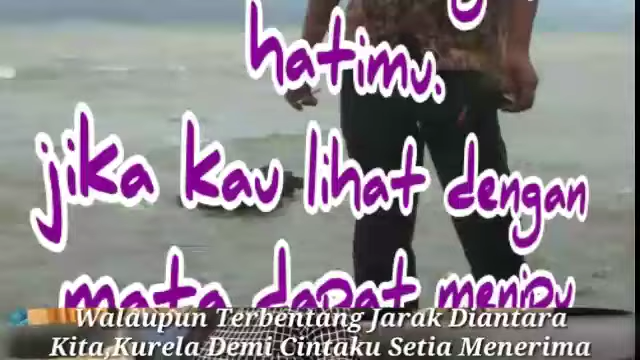 hatimu.
jika kau lihat dengan
mata dapat menipu
Walaupun Terbentang Jarak Diantara
Kita,Kurela Demi Cintaku Setia Menerima